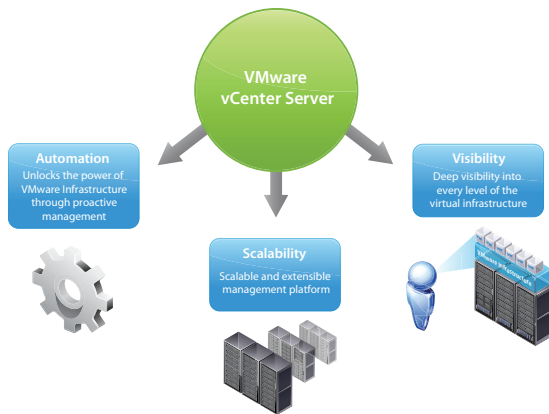 VMware
vCenter Server
Automation
Unlocks the power of
VMware Infrastructure
through proactive
management
Visibility
Deep visibility into
every level of the
virtual infrastructure
Scalability
Scalable and extensible
management platform
VMware Infrastructure